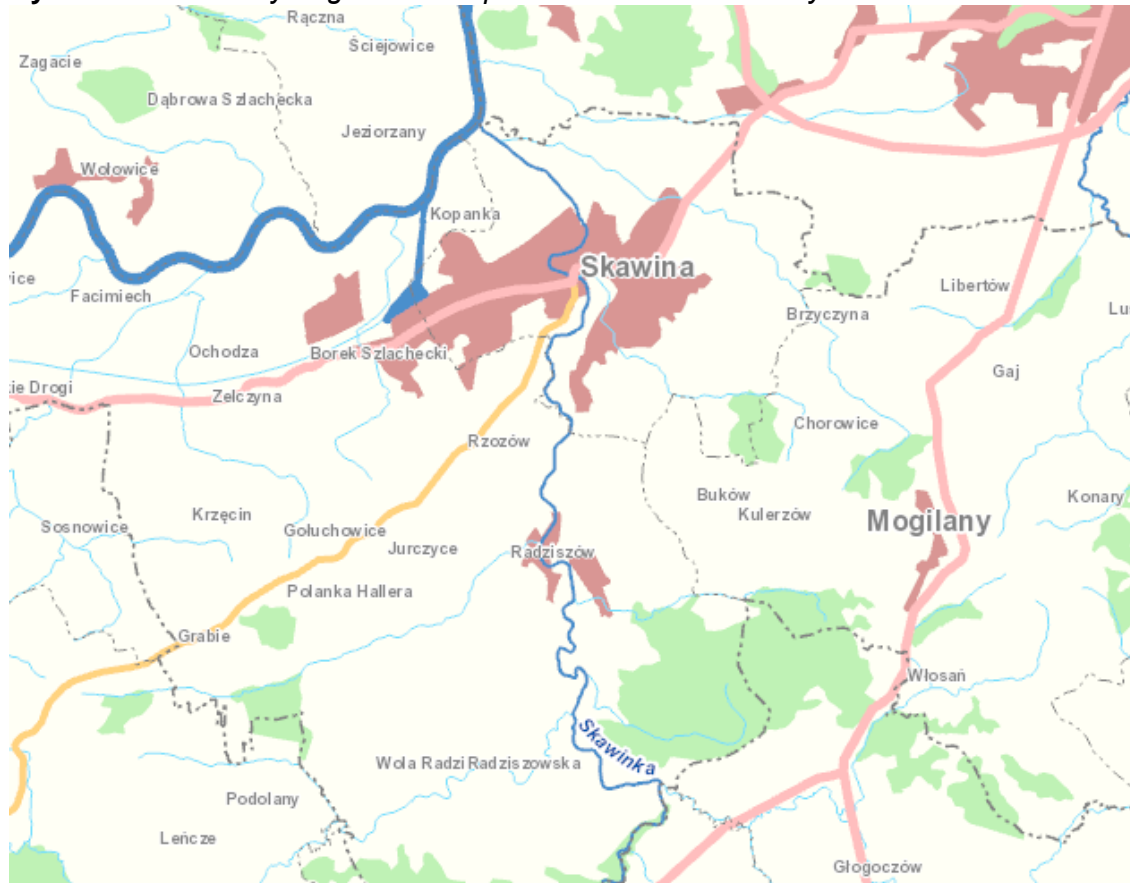 Rączna
Ściejowice
Zagacie
Dąbrowa Szlachecka
Jeziorzany
Wołowice
Kopanka
Skawina
Facimiech
Libertów
Brzyczyna
Ochodza
Borek Szlachecki
Gaj
Zelczyna
Chorowice
Rzozów
Buków
Kulerzów
Konary
Krzęcin
Sosnowice
Gołuchowice
Mogilany
Jurczyce
Radziszów
Polanka Hallera
Grabie
Włosań
Skawinka
Wola Radzi Radziszowska
Podolany
Leńcze
Głogoczów